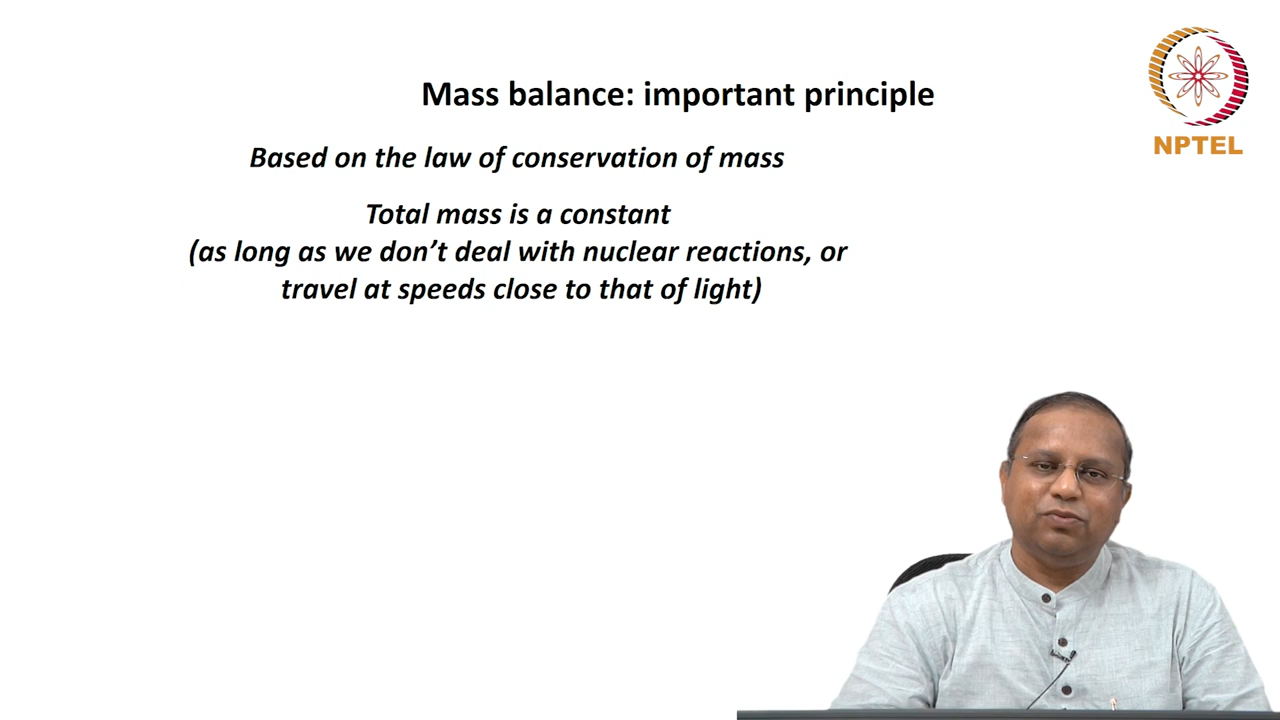 Mass balance: important principle
NPTEL
Based on the law of conservation of mass
Total mass is a constant
(as long as we don’t deal with nuclear reactions, or
travel at speeds close to that of light)